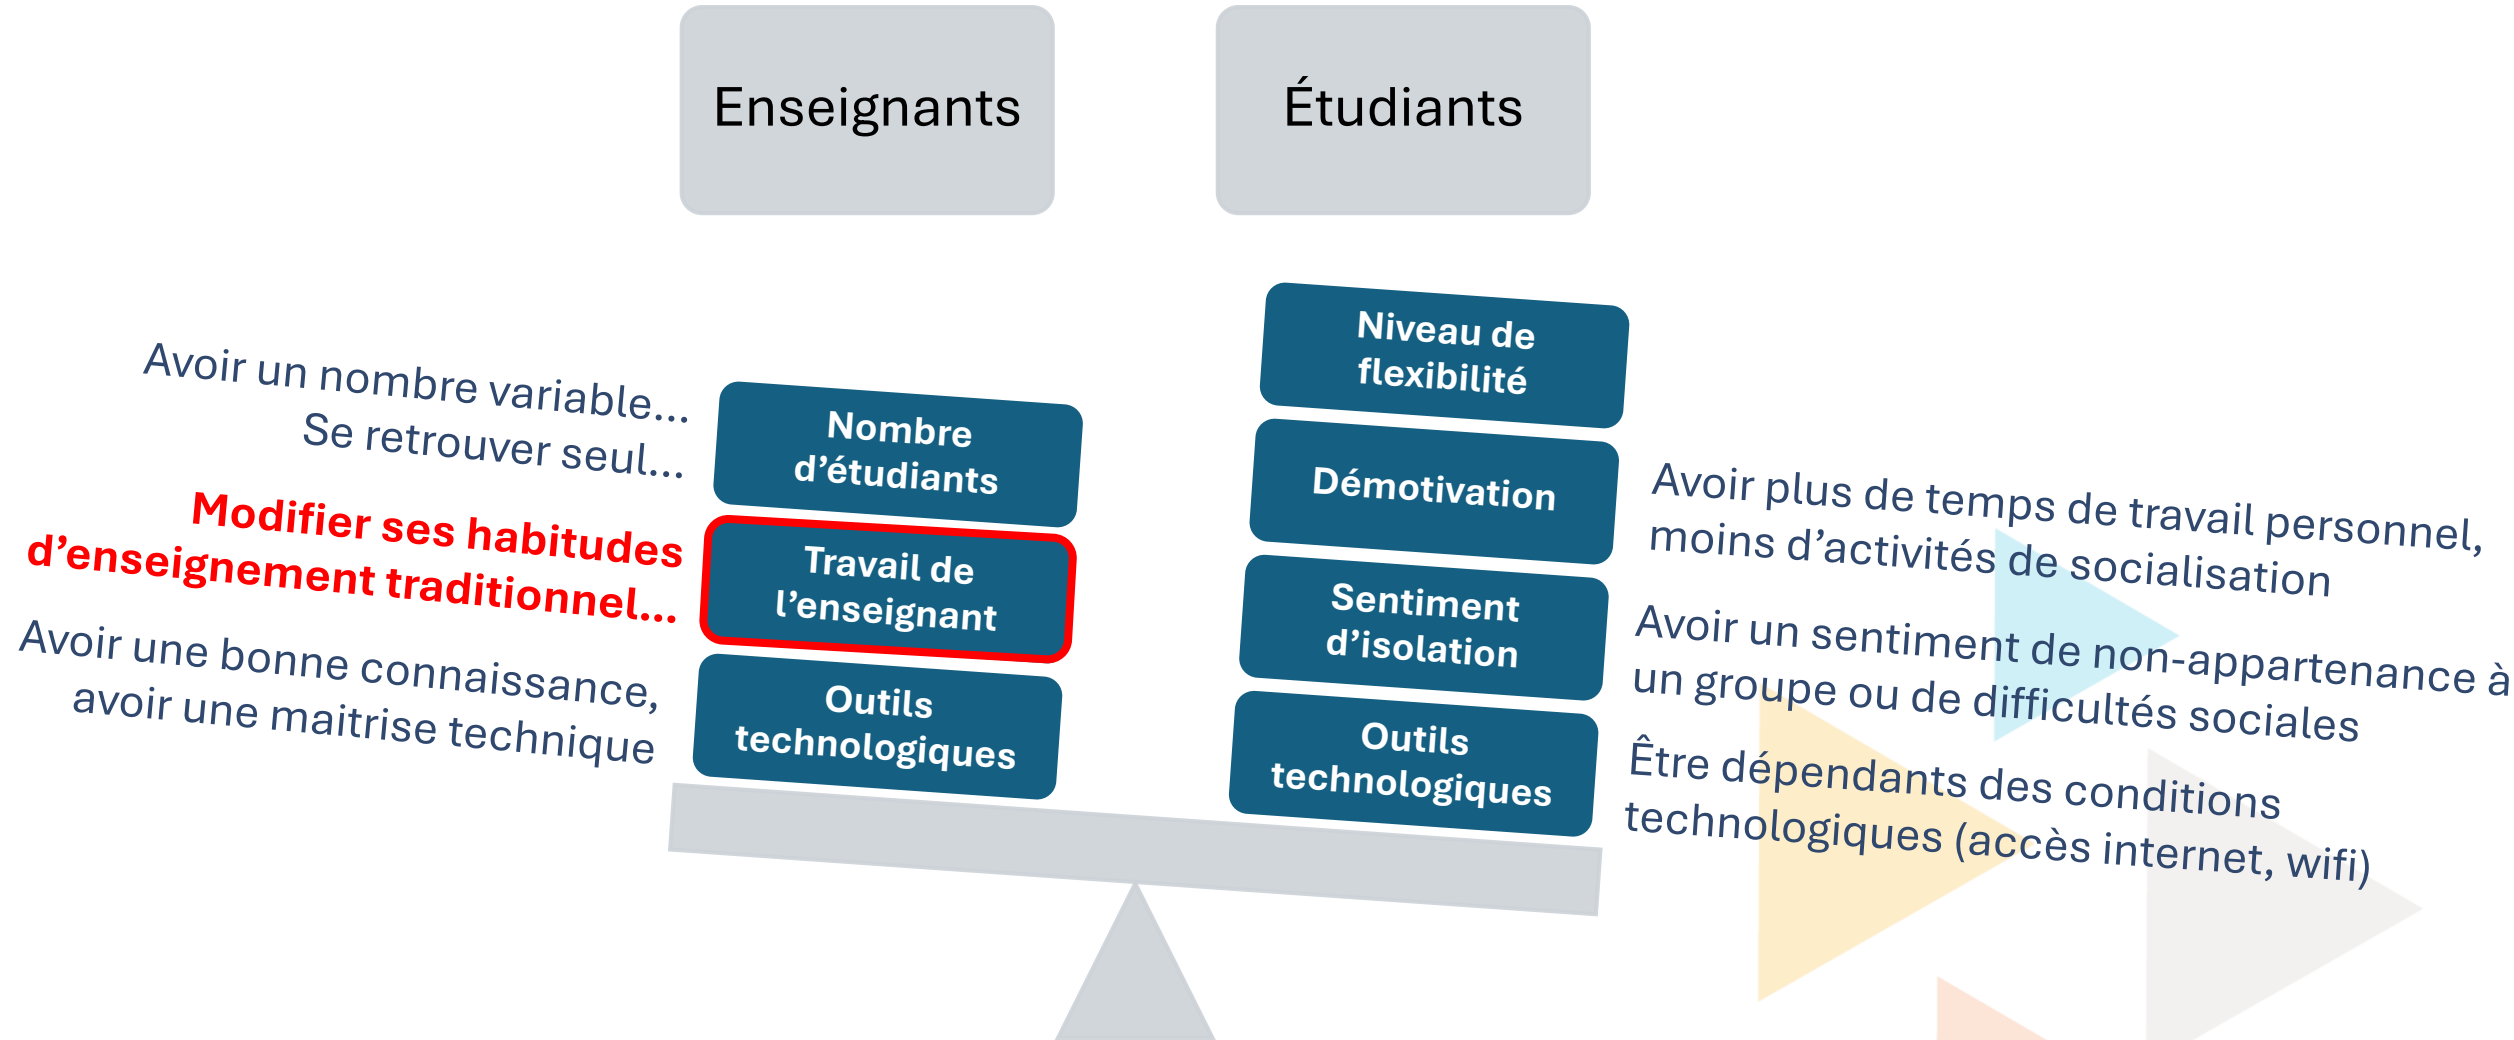 Enseignants
Étudiants
Avoir un nombre variable...
Se retrouver seul...
Modifier ses habitudes
d’enseignement traditionnel...
Avoir une bonne connaissance,
avoir une maitrise technique
Nombre
d’étudiants
Travail de
l’enseignant
Outils
technologiques
Niveau de
flexibilité
Démotivation
Sentiment
d’isolation
Outils
technologiques
Avoir plus de temps de travail personnel,
moins d’activités de socialisation
Avoir un sentiment de non-appartenance à
un groupe ou de difficultés sociales
Être dépendants des conditions
technologiques (accès internet, wifi)